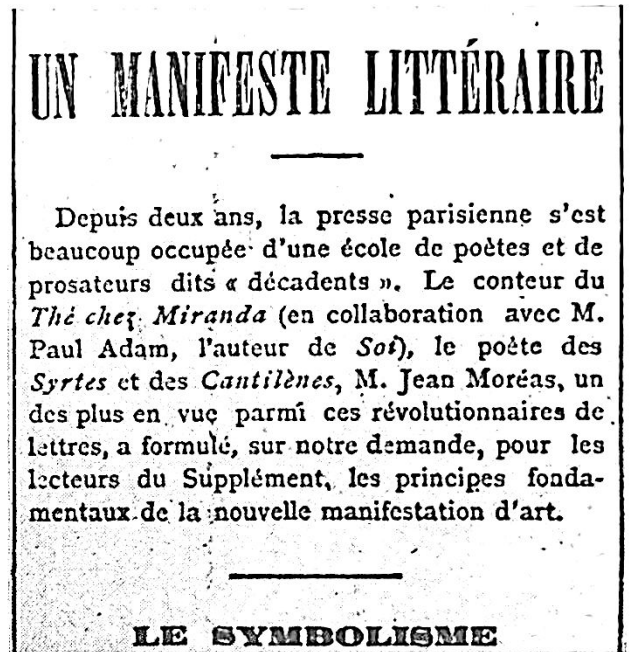 UN MANIFESTE LITTÉRAIRE
Depuis deux ans, la presse parisienne s'est
beaucoup occupée d'une école de poètes et de
prosateurs dits « décadents ». Le conteur du
Thé chez Miranda (en collaboration avec M.
Paul Adam, l'auteur de Soi), le poète des
Syrtes et des Cantilènes, M. Jean Moréas, un
des plus en vue parmi ces révolutionnaires de
lettres, a formulé, sur notre demande, pour les
lecteurs du Supplément, les principes fonda-
mentaux de la nouvelle manifestation d'art.
LE SYMBOLISME